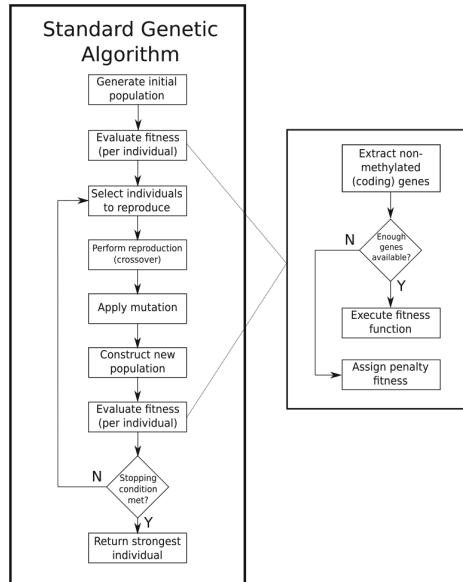 Standard Genetic
Algorithm
Generate initial
population
Evaluate fitness
(per individual)
Select individuals
to reproduce
Perform reproduction
(crossover)
Apply mutation
Construct new
population
Evaluate fitness
(per individual)
Stopping
condition
met?
N
Y
Return strongest
individual
Extract non-
methylated
(coding) genes
Enough
genes
available?
N
Y
Execute fitness
function
Assign penalty
fitness